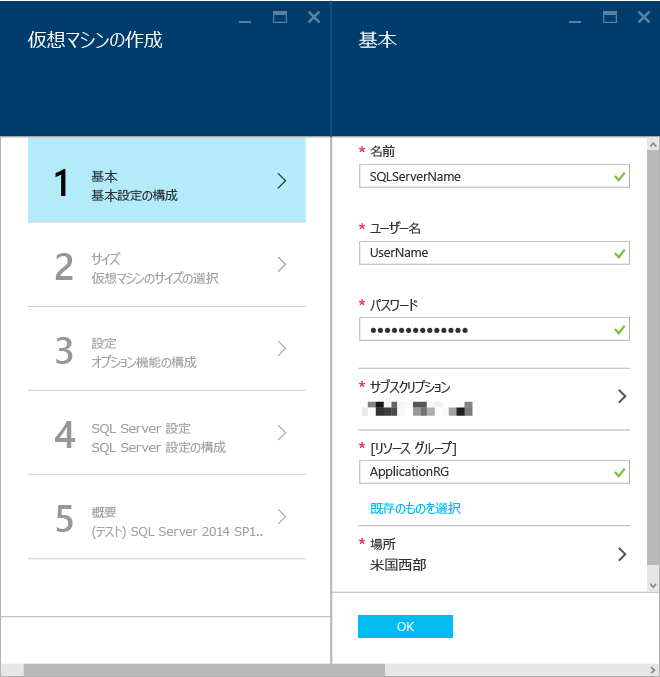 仮想マシンの作成
1
基本
基本設定の構成
2
サイズ
仮想マシンのサイズの選択
3
設定
オプション機能の構成
4
SQL Server 設定
SQL Server 設定の構成
5
概要
(テスト) SQL Server 2014 SP1..
基本
* 名前
SQLServerName
* ユーザー名
UserName
* パスワード
●●●●●●●●●●●●●●
* サブスクリプション
* [リソース グループ]
ApplicationRG
既存のものを選択
* 場所
米国西部
OK